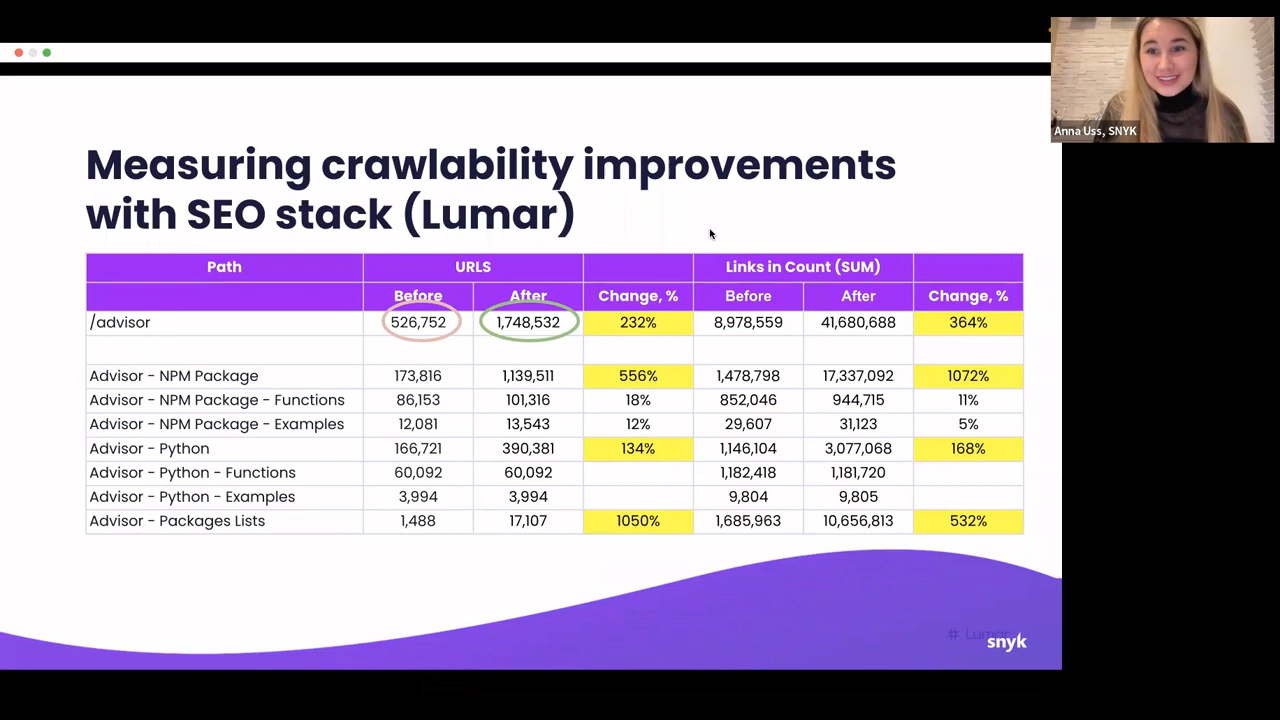 Anna Uss, SNYK
Measuring crawlability improvements
with SEO stack (Lumar)
Path URLS Links in Count (SUM)
Before After Change, % Before After Change, %
/advisor 526,752 1,748,532 232% 8,978,559 41,680,688 364%
Advisor - NPM Package 173,816 1,139,511 556% 1,478,798 17,337,092 1072%
Advisor - NPM Package - Functions 86,153 101,316 18% 852,046 944,715 11%
Advisor - NPM Package - Examples 12,081 13,543 12% 29,607 31,123 5%
Advisor - Python 166,721 390,381 134% 1,146,104 3,077,068 168%
Advisor - Python - Functions 60,092 60,092 1,182,418 1,181,720
Advisor - Python - Examples 3,994 3,994 9,804 9,805
Advisor - Packages Lists 1,488 17,107 1050% 1,685,963 10,656,813 532%
# Lumar
snyk